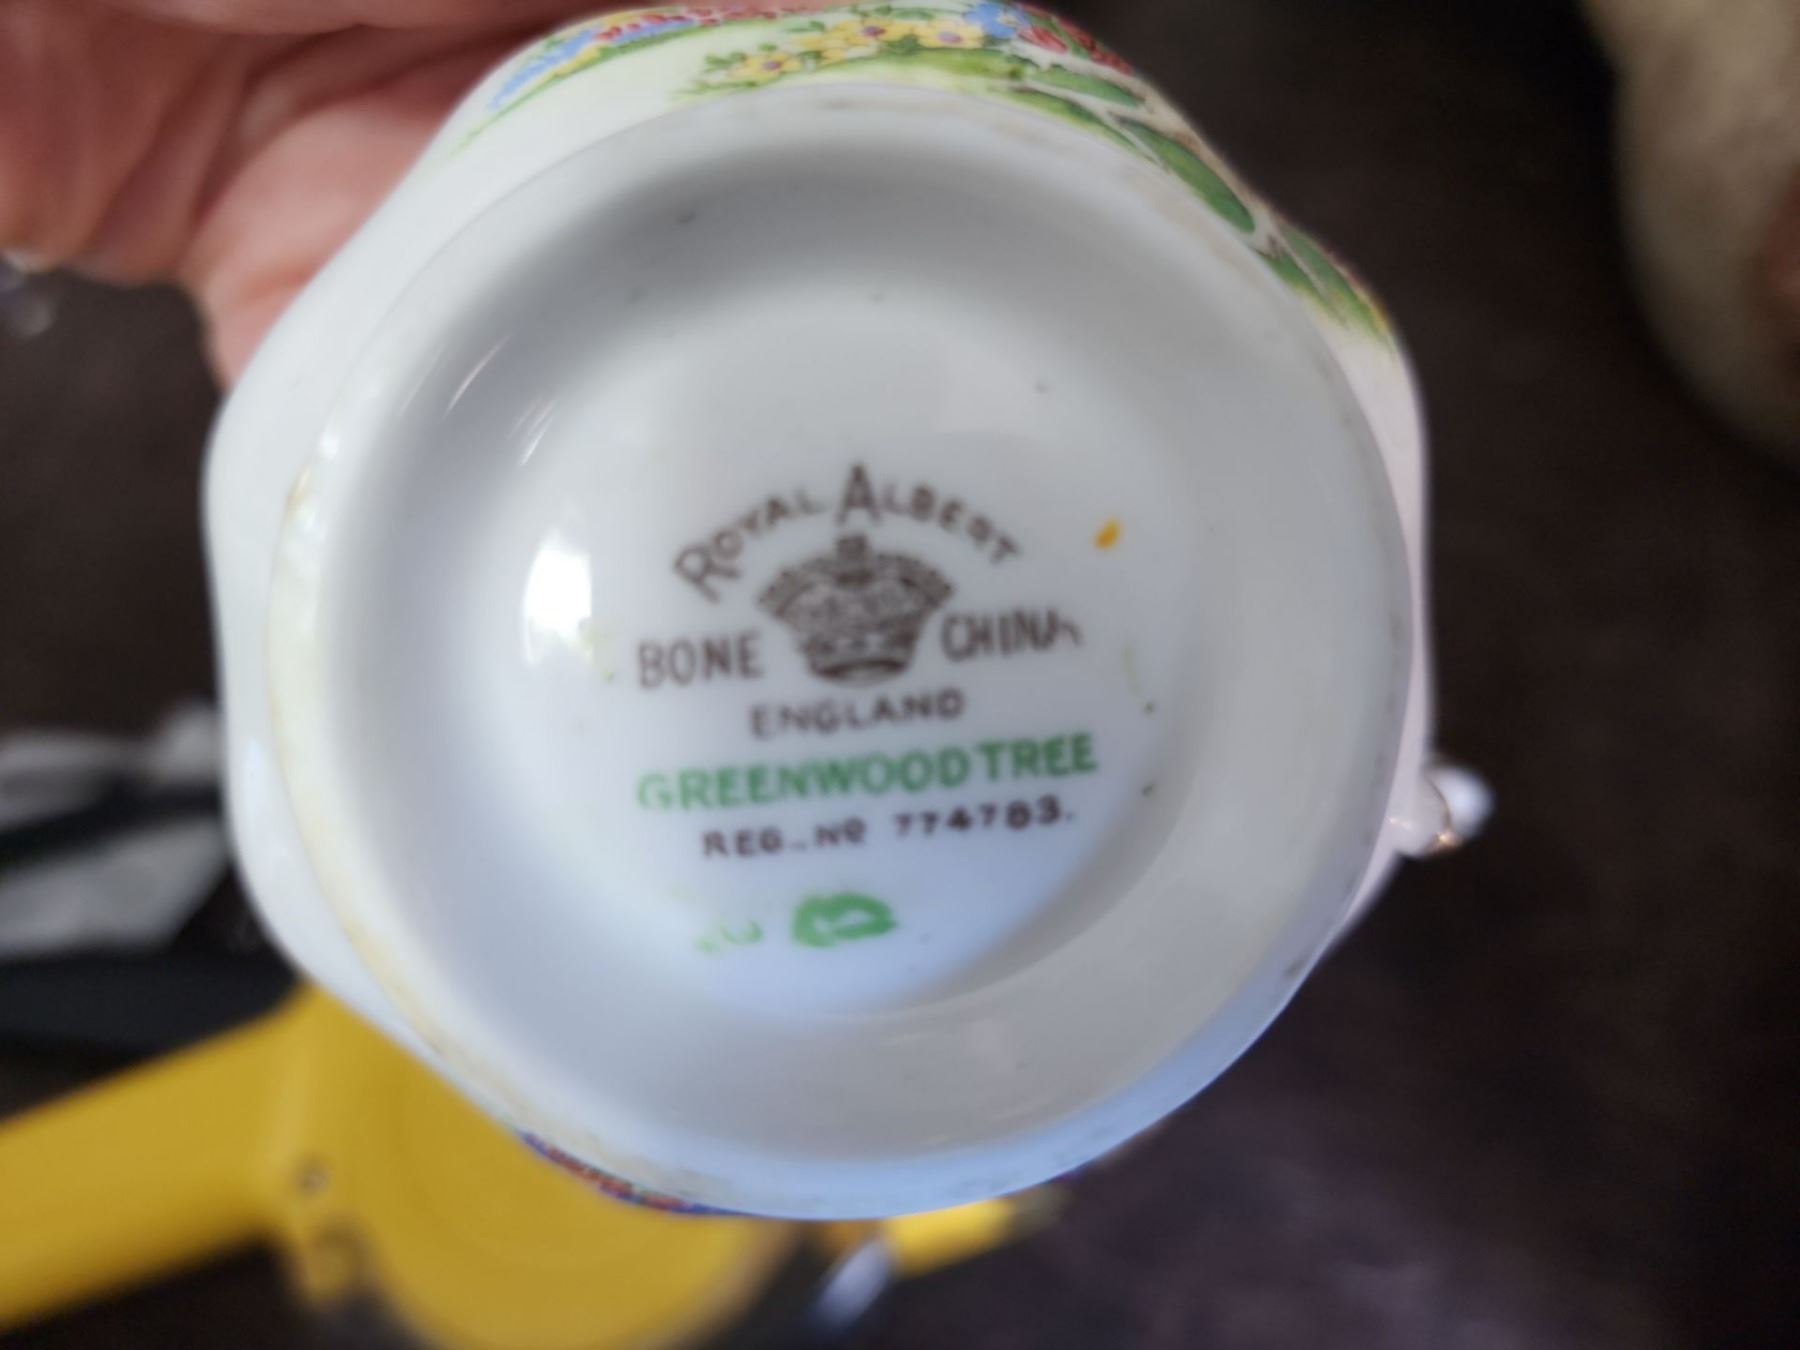 ROYAL ALBERT
BONE CHINA
ENGLAND
GREENWOOD TREE
REG. No 774783.